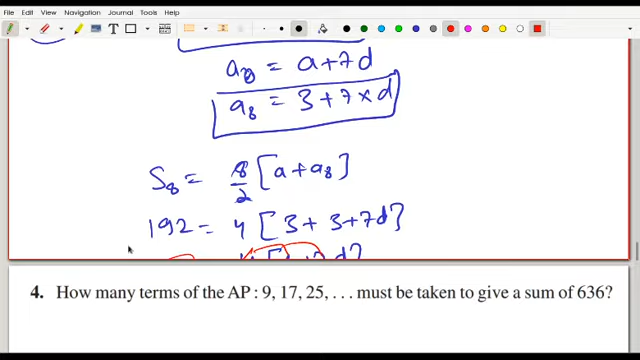 File Edit View Navigation Journal Tools Help
a8 = a+7d
a8 = 3+7×d
S8 = 8/2 [a+a8]
192 = 4 [3+3+7d]
4. How many terms of the AP : 9, 17, 25, . . . must be taken to give a sum of 636?